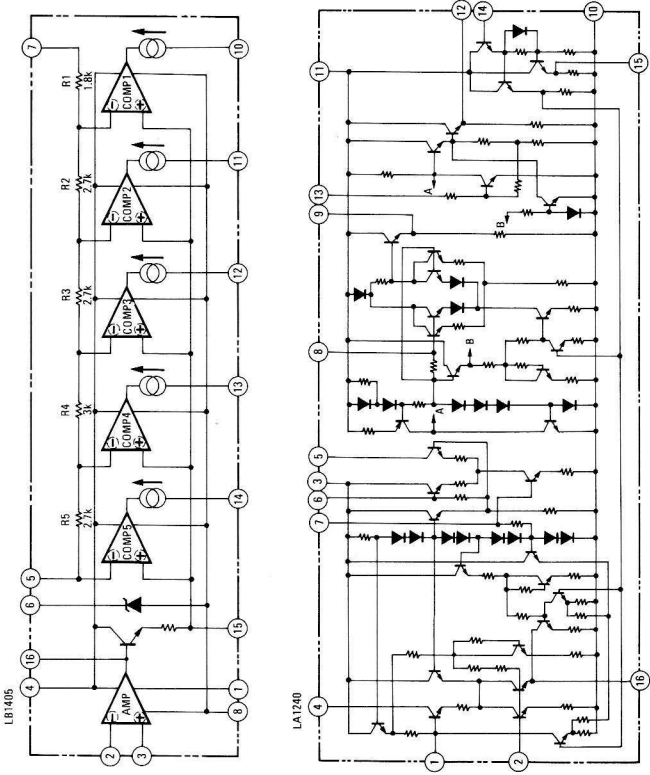 LB1405
4 16 6 5 7
R5 R4 R3 R2 R1
2.7k 3k 2.7k 2.7k 1.8k
2 − AMP
3 +
− COMP5 +
− COMP4 +
− COMP3 +
− COMP2 +
− COMP1 +
8 1 15 14 13 12 11 10
LA1240
4 7 6 3 5 8 9 13 11
1
A
A
12
B
14
2
B
10
16 15